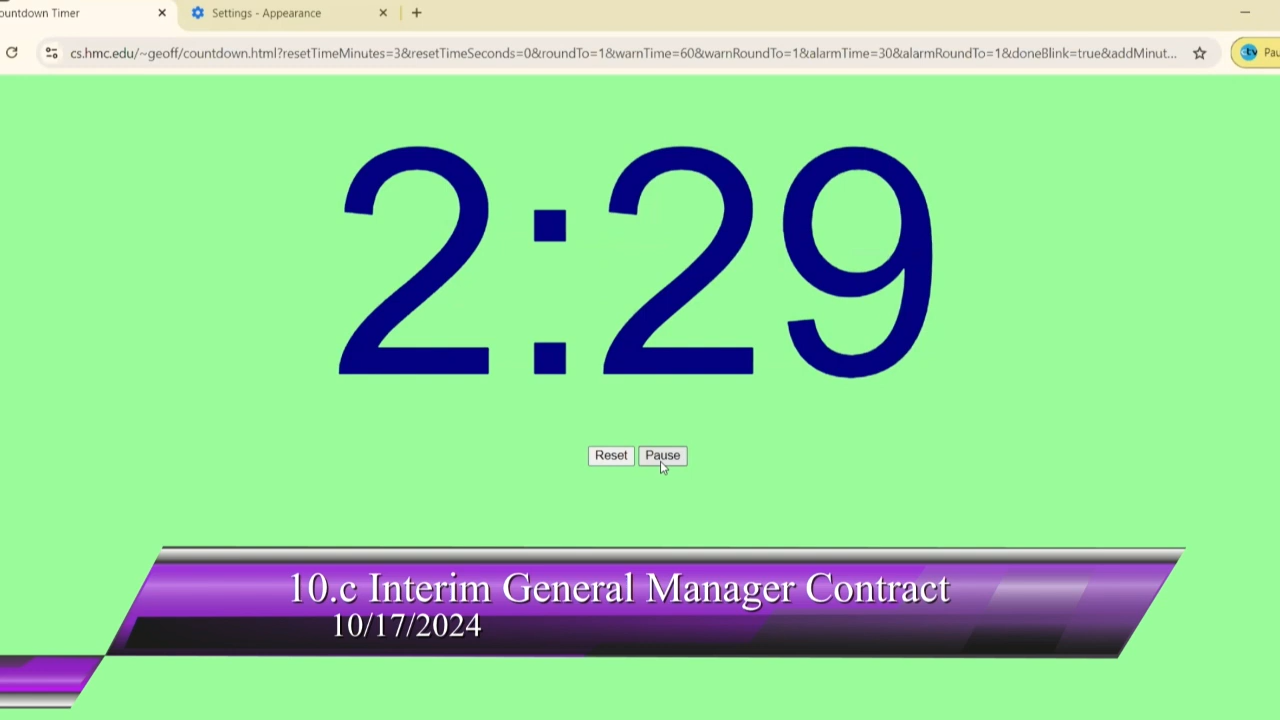 ountdown Timer
Settings - Appearance
cs.hmc.edu/~geoff/countdown.html?resetTimeMinutes=3&resetTimeSeconds=0&roundTo=1&warnTime=60&warnRoundTo=1&alarmTime=30&alarmRoundTo=1&doneBlink=true&addMinut...
tv
Pau
2:29
Reset Pause
10.c Interim General Manager Contract
10/17/2024